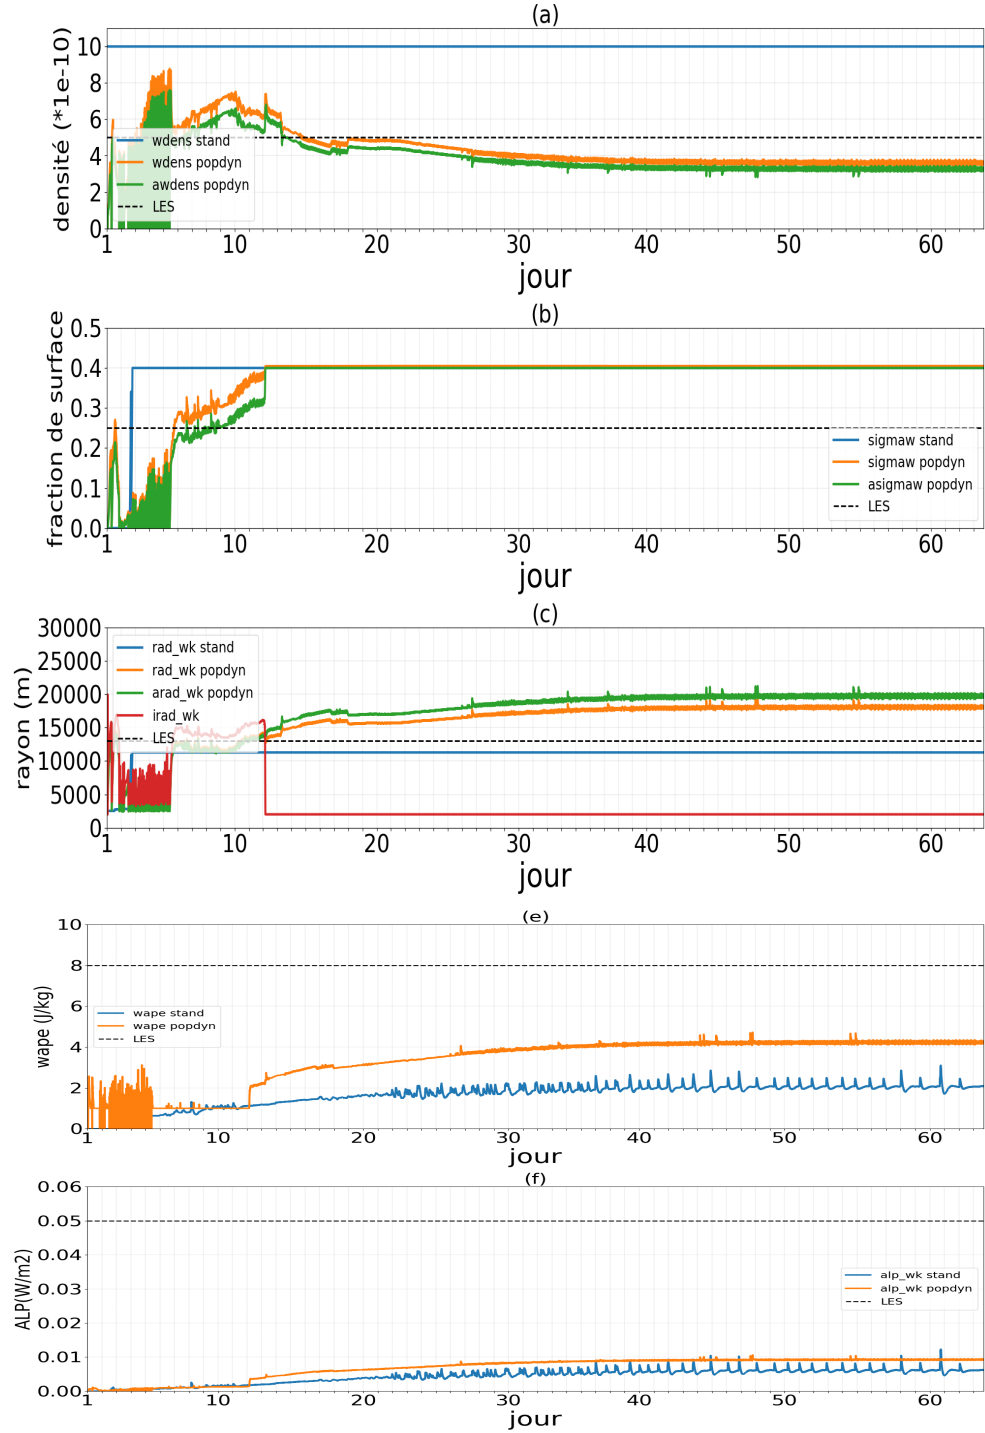 (a)
densité (*1e-10)
10
8
6
4
2
0
wdens stand
wdens popdyn
awdens popdyn
LES
1 10 20 30 40 50 60
jour
(b)
fraction de surface
0.5
0.4
0.3
0.2
0.1
0.0
sigmaw stand
sigmaw popdyn
asigmaw popdyn
LES
1 10 20 30 40 50 60
jour
(c)
rayon (m)
30000
25000
20000
15000
10000
5000
0
rad_wk stand
rad_wk popdyn
arad_wk popdyn
irad_wk
LES
1 10 20 30 40 50 60
jour
(e)
wape (J/kg)
10
8
6
4
2
0
wape stand
wape popdyn
LES
1 10 20 30 40 50 60
jour
(f)
ALP(W/m2)
0.06
0.05
0.04
0.03
0.02
0.01
0.00
alp_wk stand
alp_wk popdyn
LES
1 10 20 30 40 50 60
jour